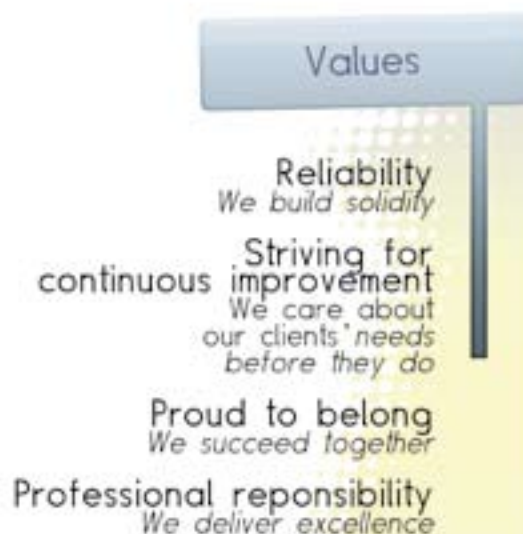 Values
Reliability
We build solidity
Striving for
continuous improvement
We care about
our clients' needs
before they do
Proud to belong
We succeed together
Professional reponsibility
We deliver excellence